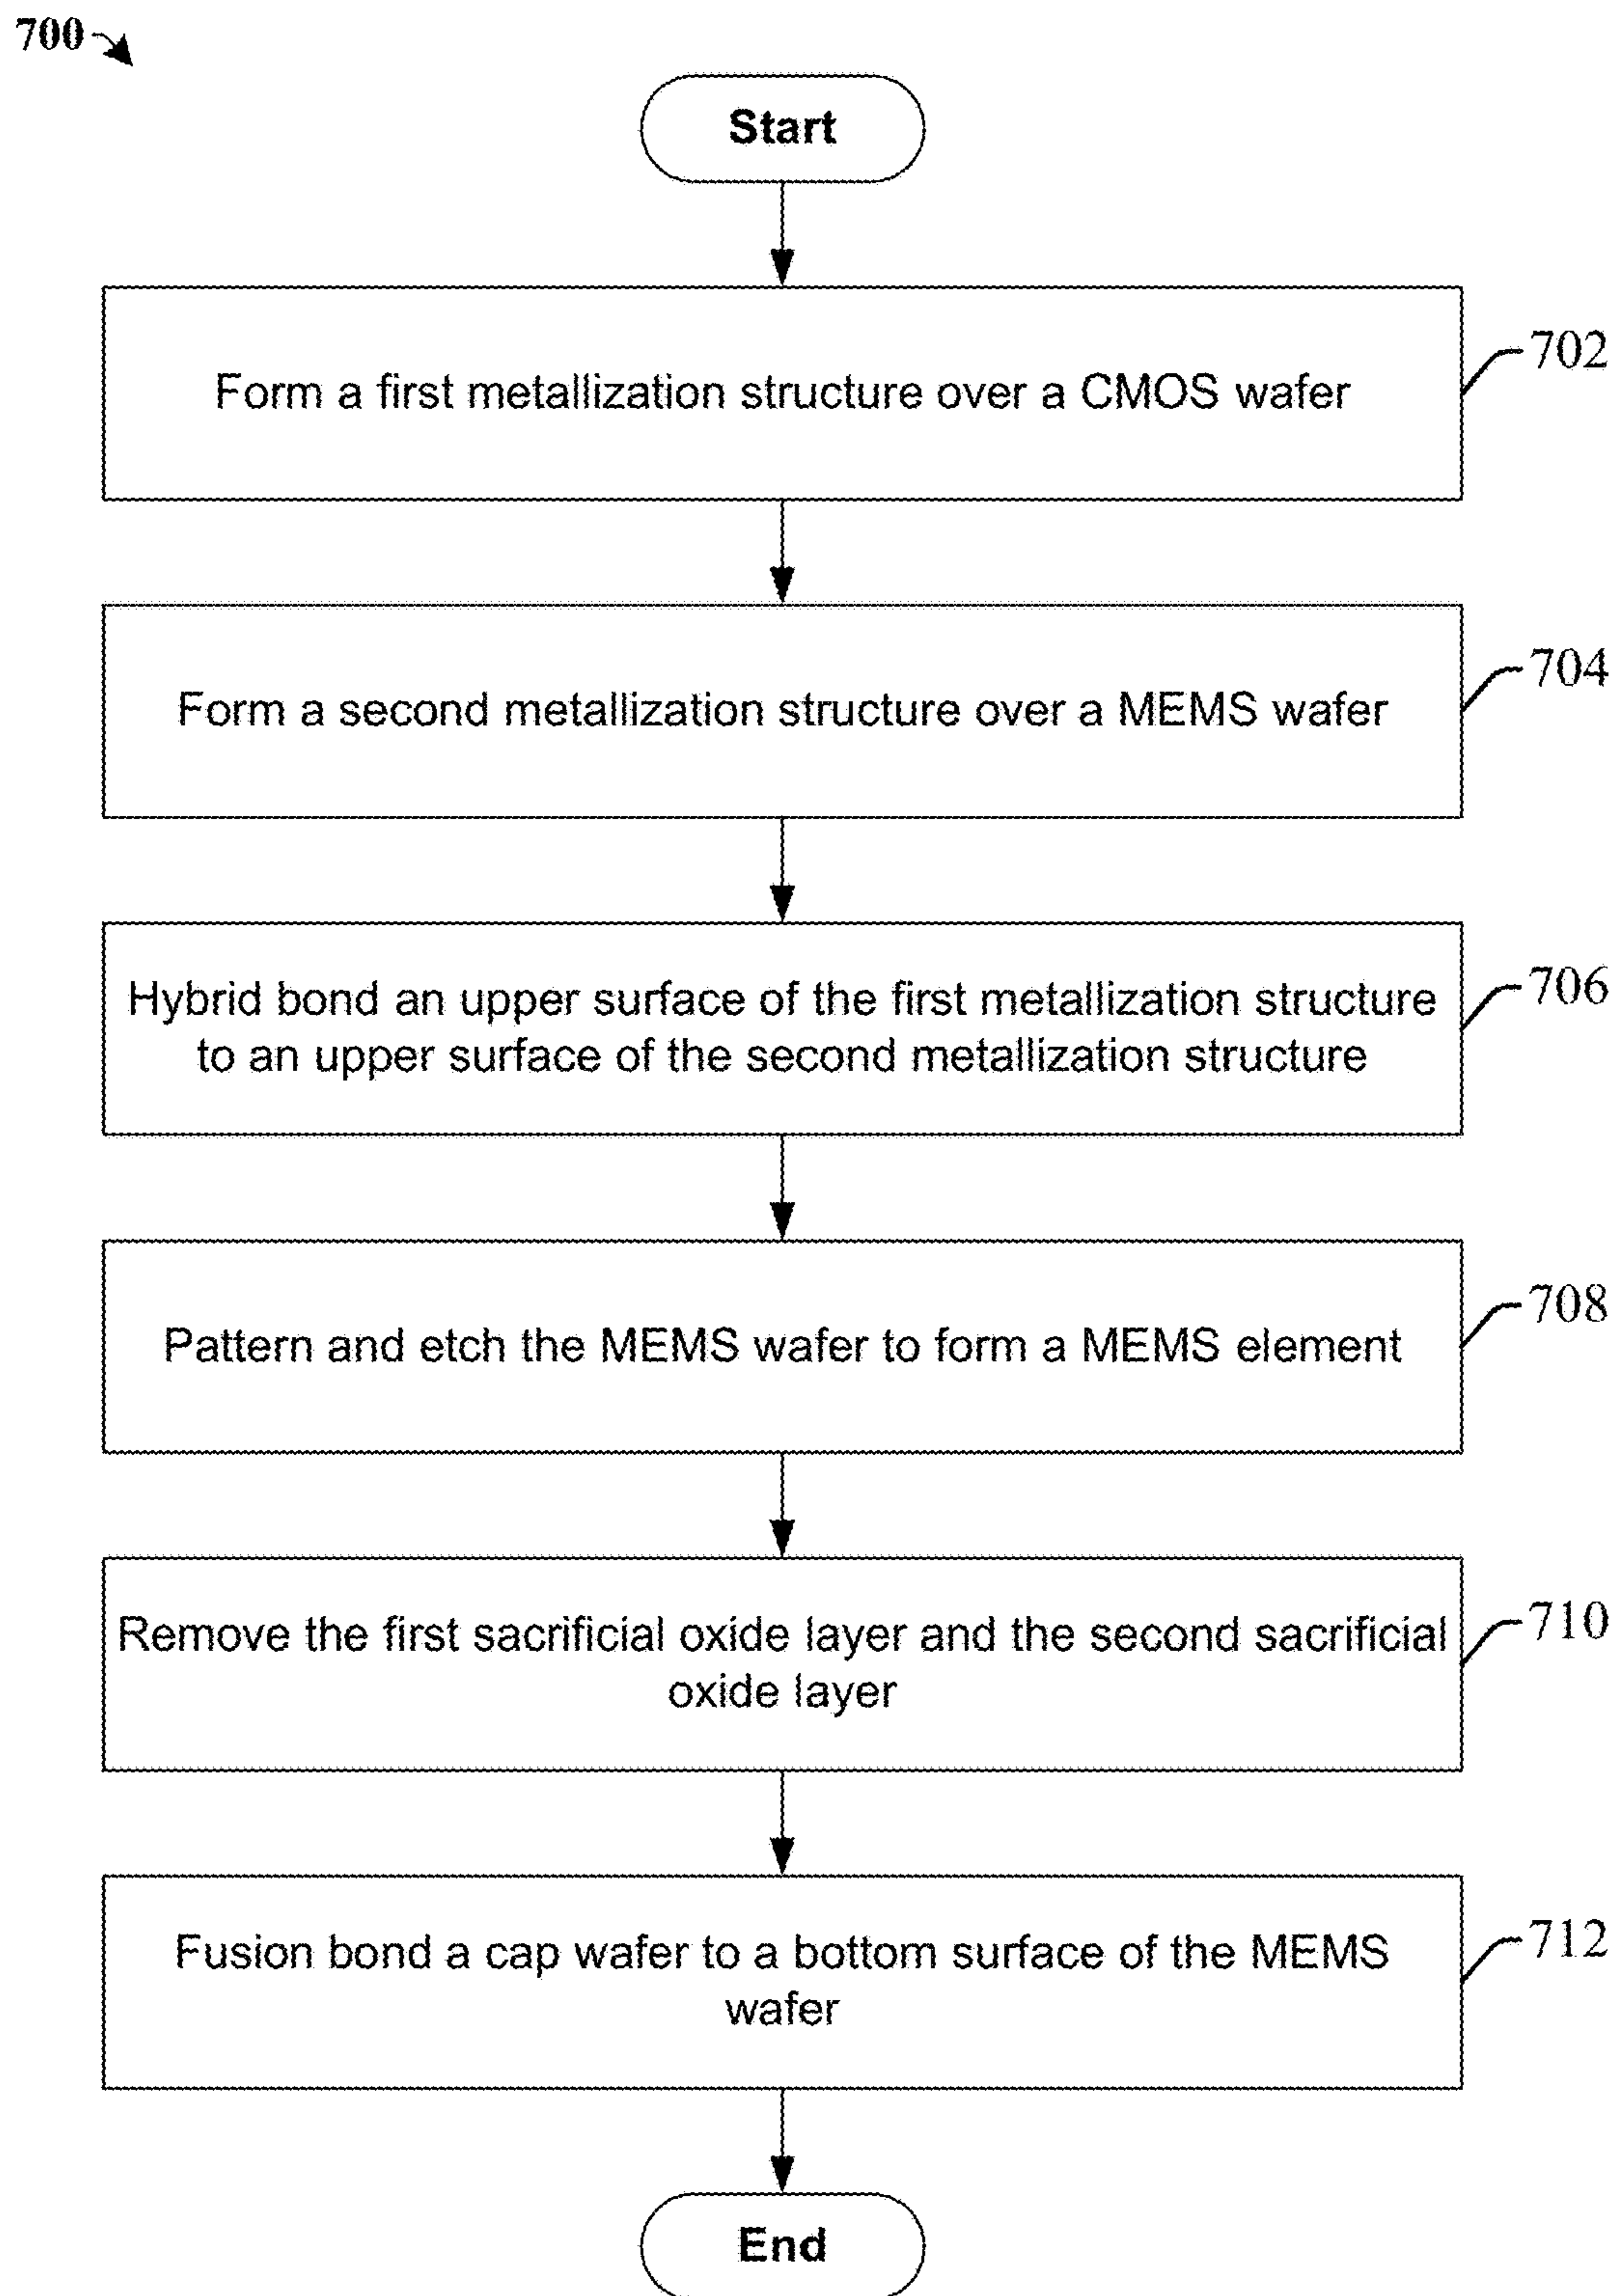 700
Start
Form a first metallization structure over a CMOS wafer
702
Form a second metallization structure over a MEMS wafer
704
Hybrid bond an upper surface of the first metallization structure
to an upper surface of the second metallization structure
706
Pattern and etch the MEMS wafer to form a MEMS element
708
Remove the first sacrificial oxide layer and the second sacrificial
oxide layer
710
Fusion bond a cap wafer to a bottom surface of the MEMS
wafer
712
End